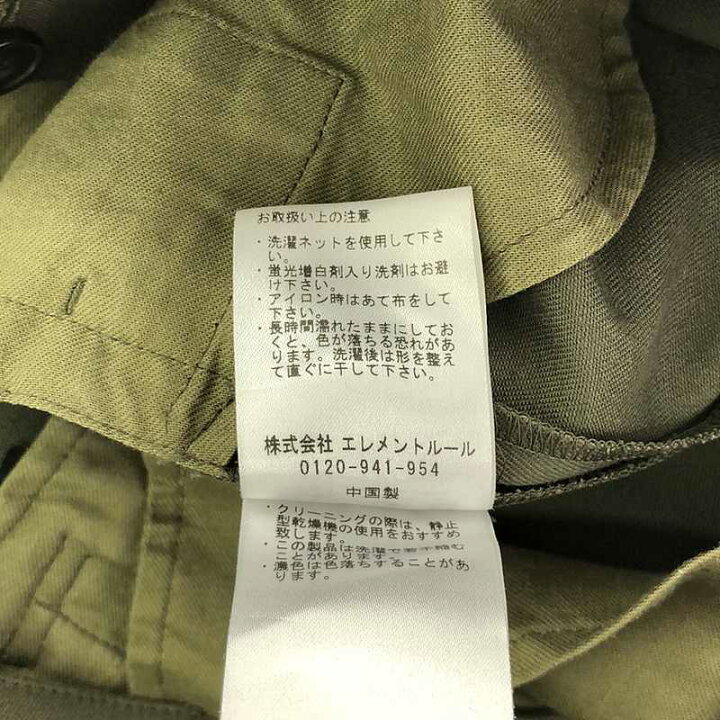 お取扱い上の注意
・洗濯ネットを使用して下さ
い。
・蛍光増白剤入り洗剤はお避
け下さい。
・アイロン時はあて布をして下
さい。
・長時間濡れたままにしてお
くと、色が落ちる恐れがあ
ります。洗濯後は形を整え
て直ぐに干して下さい。
株式会社 エレメントルール
0120-941-954
中国製
・クリーニングの際は、静止
型乾燥機の使用をおすすめ
致します。
・この製品は洗濯で若干縮む
ことがあります。
・濃色は色落ちすることがあ
ります。